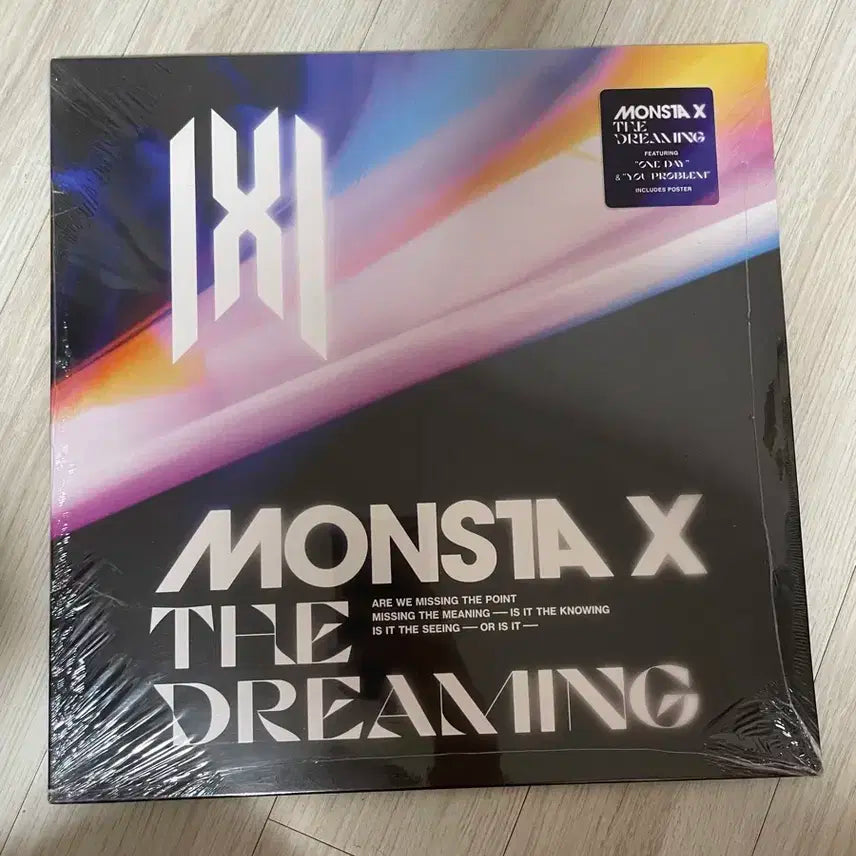 MONSTA X
THE
DREAMING
FEATURING
"ONE DAY"
& "YOU PROBLEM"
INCLUDES POSTER
MONSTA X
THE
ARE WE MISSING THE POINT
MISSING THE MEANING — IS IT THE KNOWING
IS IT THE SEEING — OR IS IT —
DREAMING